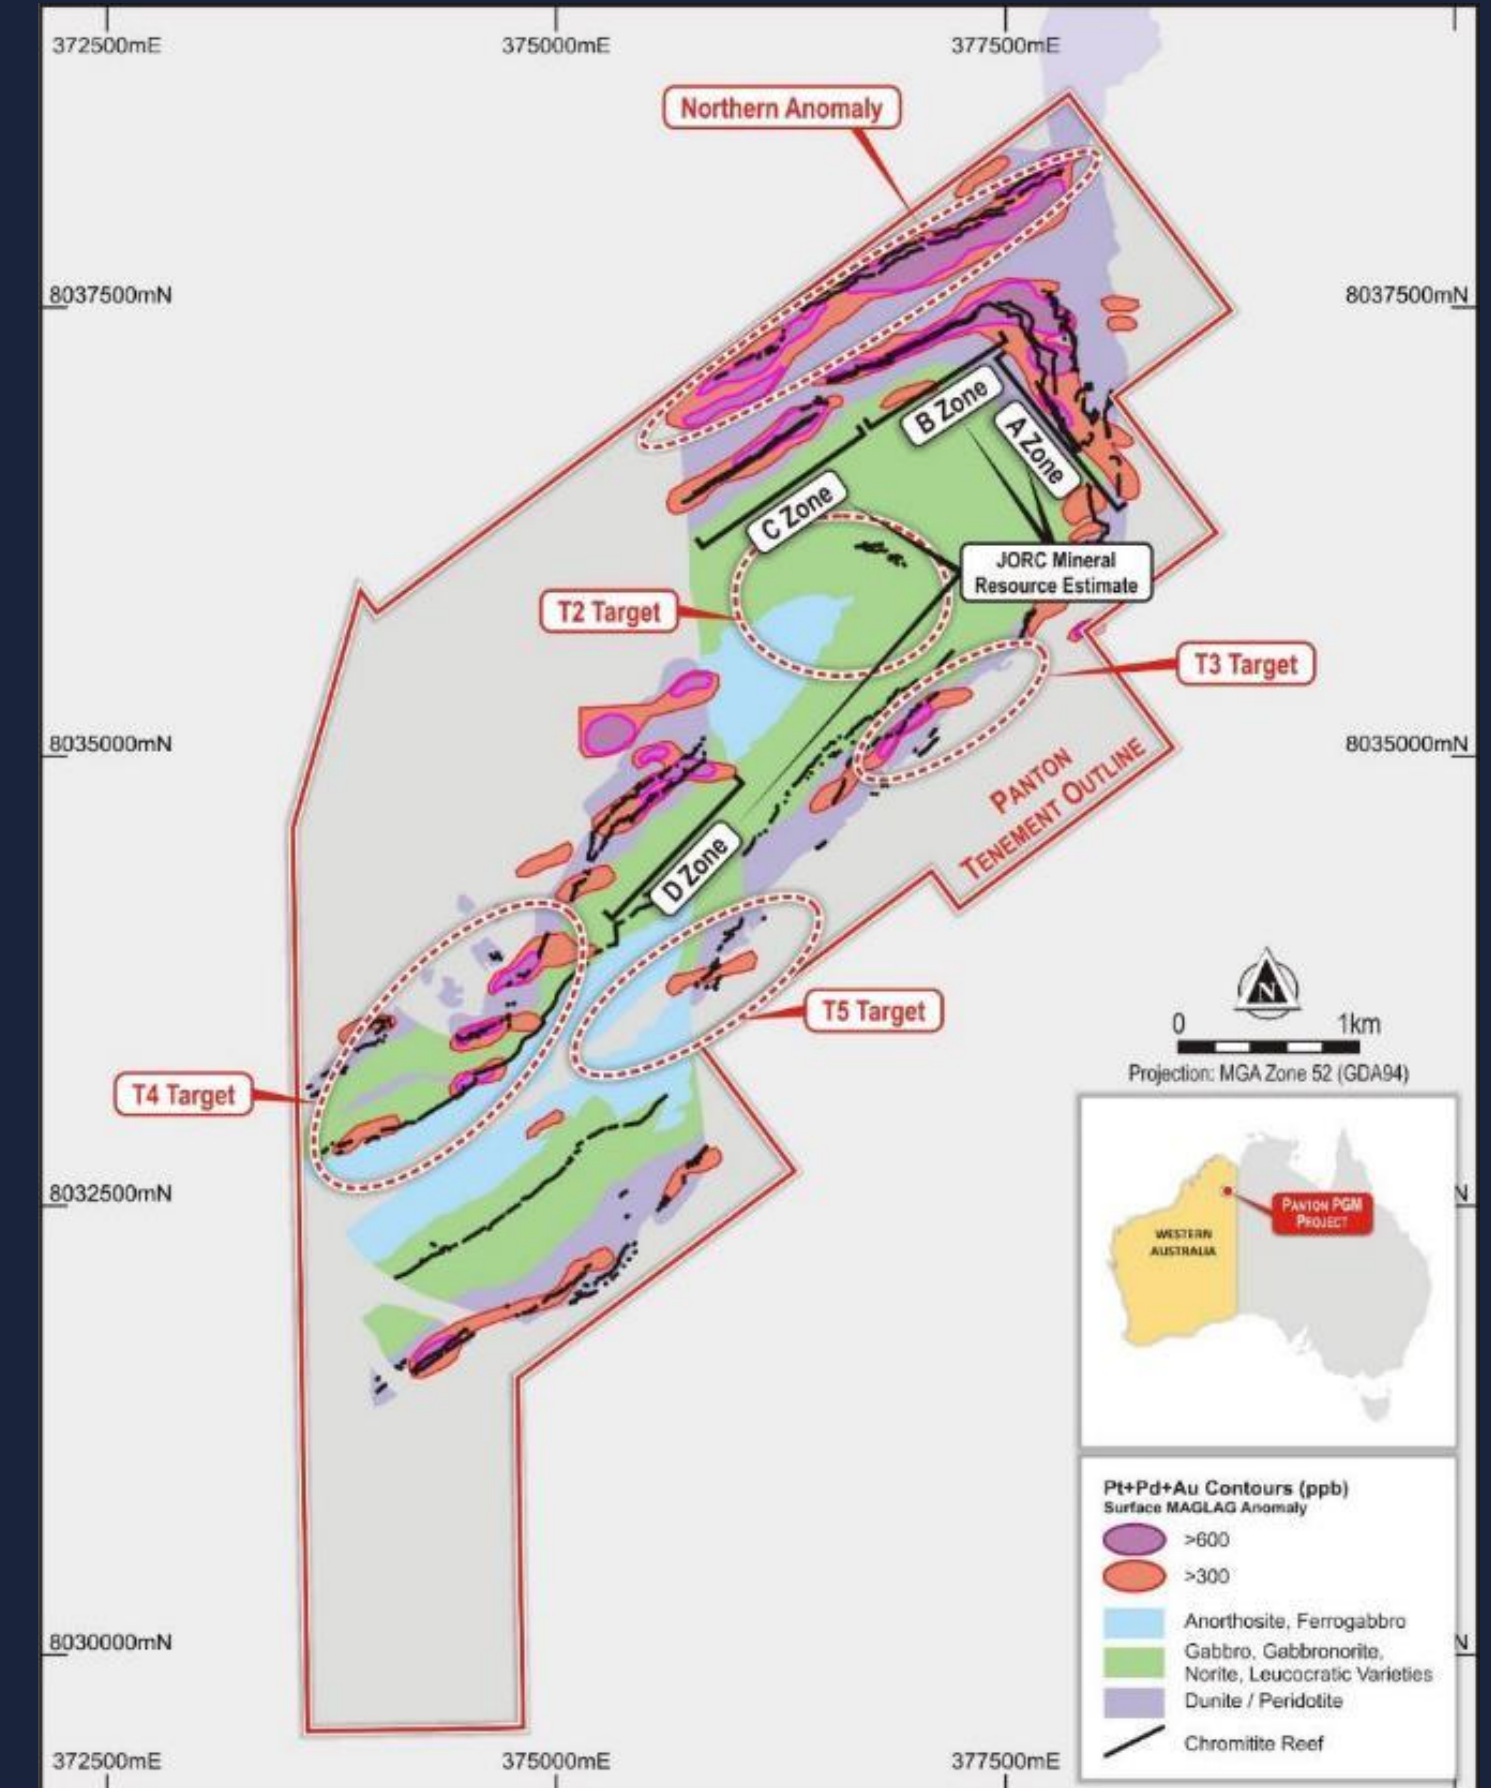 372500mE
375000mE
377500mE
Northern Anomaly
8037500mN
8037500mN
B Zone
A Zone
C Zone
JORC Mineral
Resource Estimate
T2 Target
T3 Target
8035000mN
8035000mN
PANTON
TENEMENT OUTLINE
D Zone
N
T5 Target
0
1km
Projection: MGA Zone 52 (GDA94)
T4 Target
8032500mN
N
PANTON PGM
PROJECT
WESTERN
AUSTRALIA
Pt+Pd+Au Contours (ppb)
Surface MAGLAG Anomaly
>600
>300
Anorthosite, Ferrogabbro
8030000mN
N
Gabbro, Gabbronorite,
Norite, Leucocratic Varieties
Dunite / Peridotite
Chromitite Reef
372500mE
375000mE
377500mE